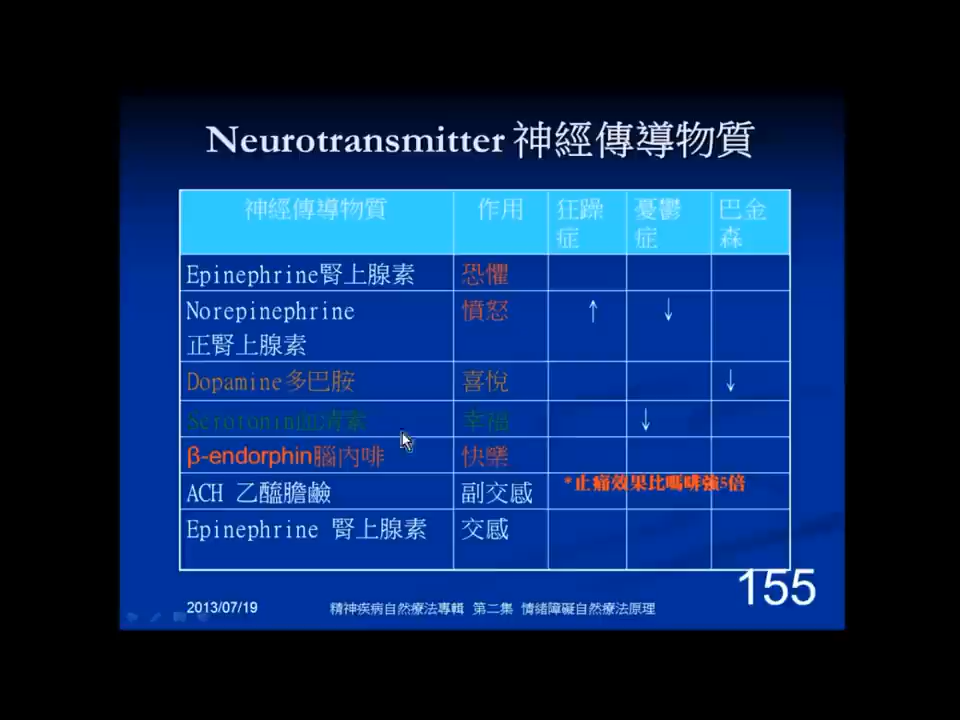 Neurotransmitter 神經傳導物質
神經傳導物質 作用 狂躁症 憂鬱症 巴金森
Epinephrine腎上腺素 恐懼
Norepinephrine 憤怒 ↑ ↓
正腎上腺素
Dopamine多巴胺 喜悅 ↓
Serotonin血清素 幸福 ↓
β-endorphin腦內啡 快樂
*止痛效果比嗎啡強5倍
ACH 乙醯膽鹼 副交感
Epinephrine 腎上腺素 交感
155
2013/07/19 精神疾病自然療法專輯 第二集 情緒障礙自然療法原理